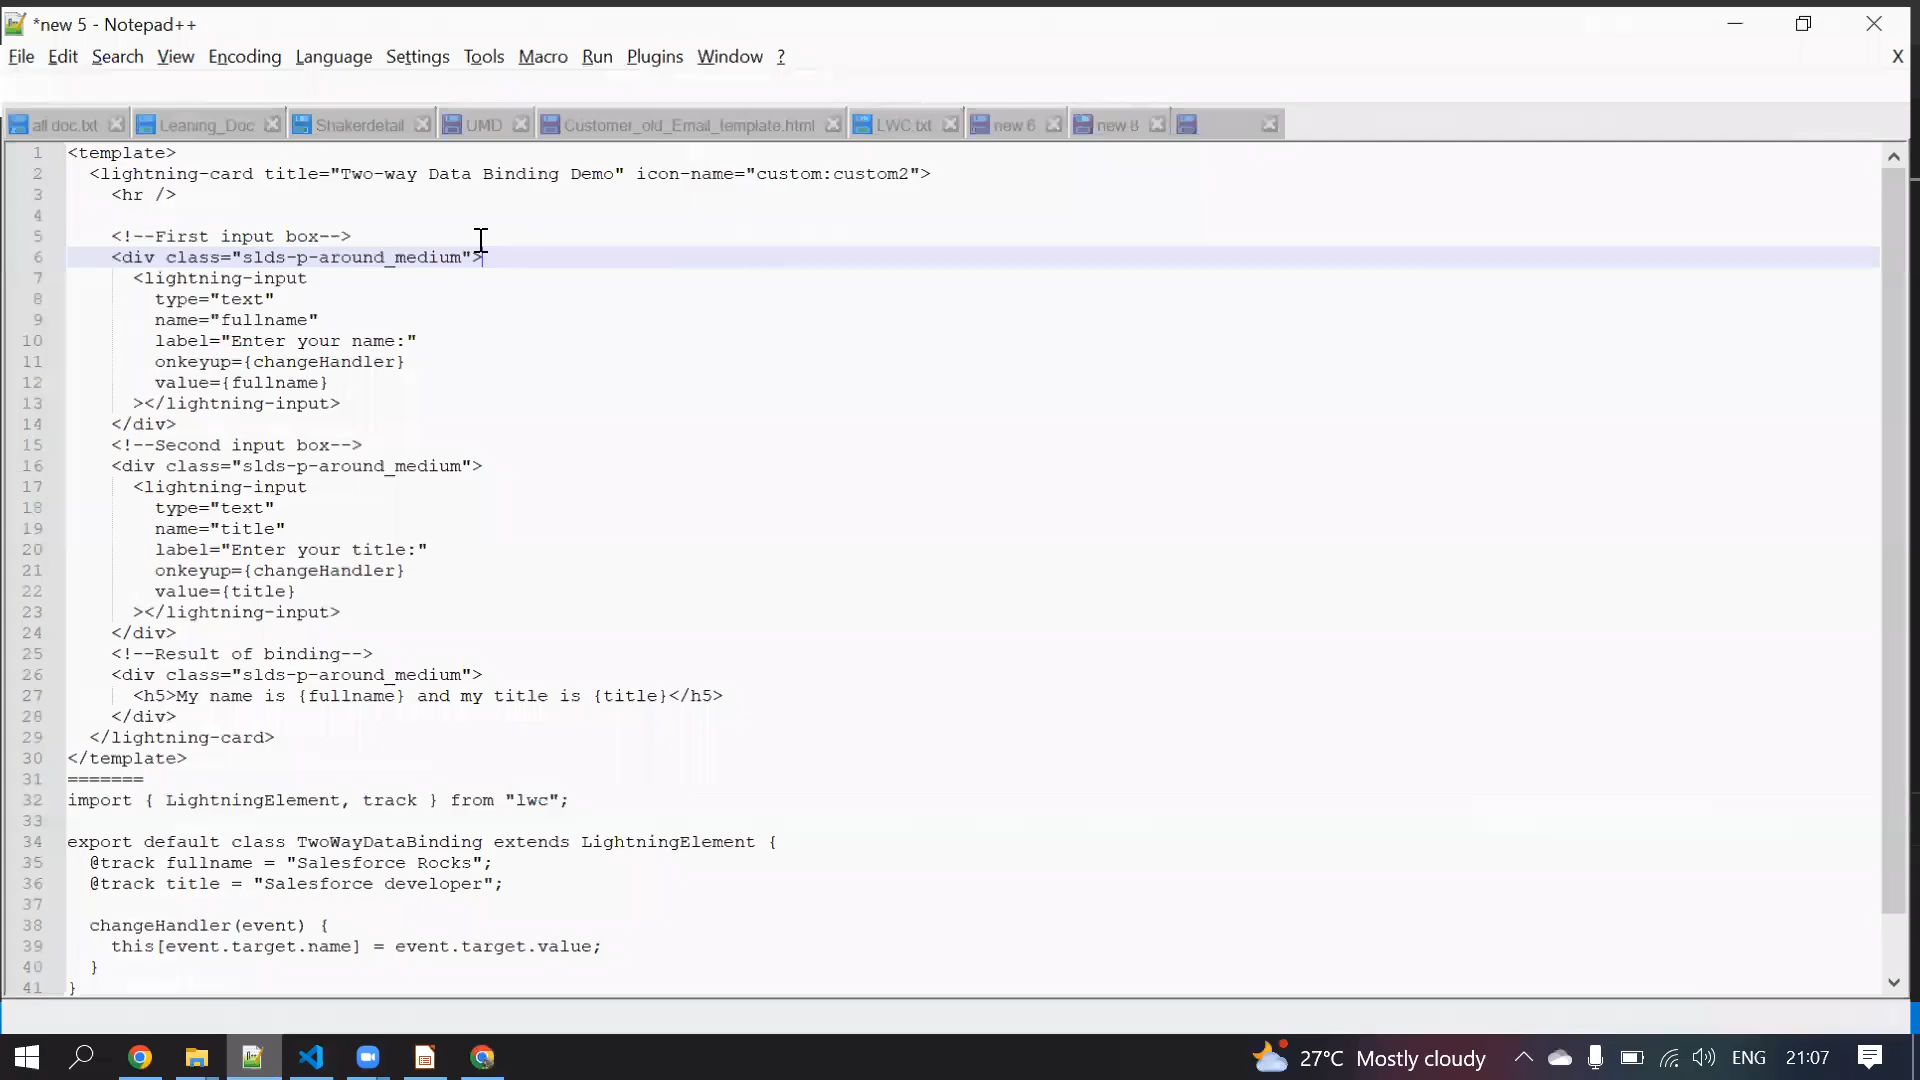 *new 5 - Notepad++
File Edit Search View Encoding Language Settings Tools Macro Run Plugins Window ? X
all doc.txt Leaning_Doc Shakerdetail UMD Customer_old_Email_template.html LWC.txt new 6 new 8
1 <template>
2 <lightning-card title="Two-way Data Binding Demo" icon-name="custom:custom2">
3 <hr />
4
5 <!--First input box-->
6 <div class="slds-p-around_medium">
7 <lightning-input
8 type="text"
9 name="fullname"
10 label="Enter your name:"
11 onkeyup={changeHandler}
12 value={fullname}
13 ></lightning-input>
14 </div>
15 <!--Second input box-->
16 <div class="slds-p-around_medium">
17 <lightning-input
18 type="text"
19 name="title"
20 label="Enter your title:"
21 onkeyup={changeHandler}
22 value={title}
23 ></lightning-input>
24 </div>
25 <!--Result of binding-->
26 <div class="slds-p-around_medium">
27 <h5>My name is {fullname} and my title is {title}</h5>
28 </div>
29 </lightning-card>
30 </template>
31 =======
32 import { LightningElement, track } from "lwc";
33
34 export default class TwoWayDataBinding extends LightningElement {
35 @track fullname = "Salesforce Rocks";
36 @track title = "Salesforce developer";
37
38 changeHandler(event) {
39 this[event.target.name] = event.target.value;
40 }
41 }
27°C Mostly cloudy ENG 21:07